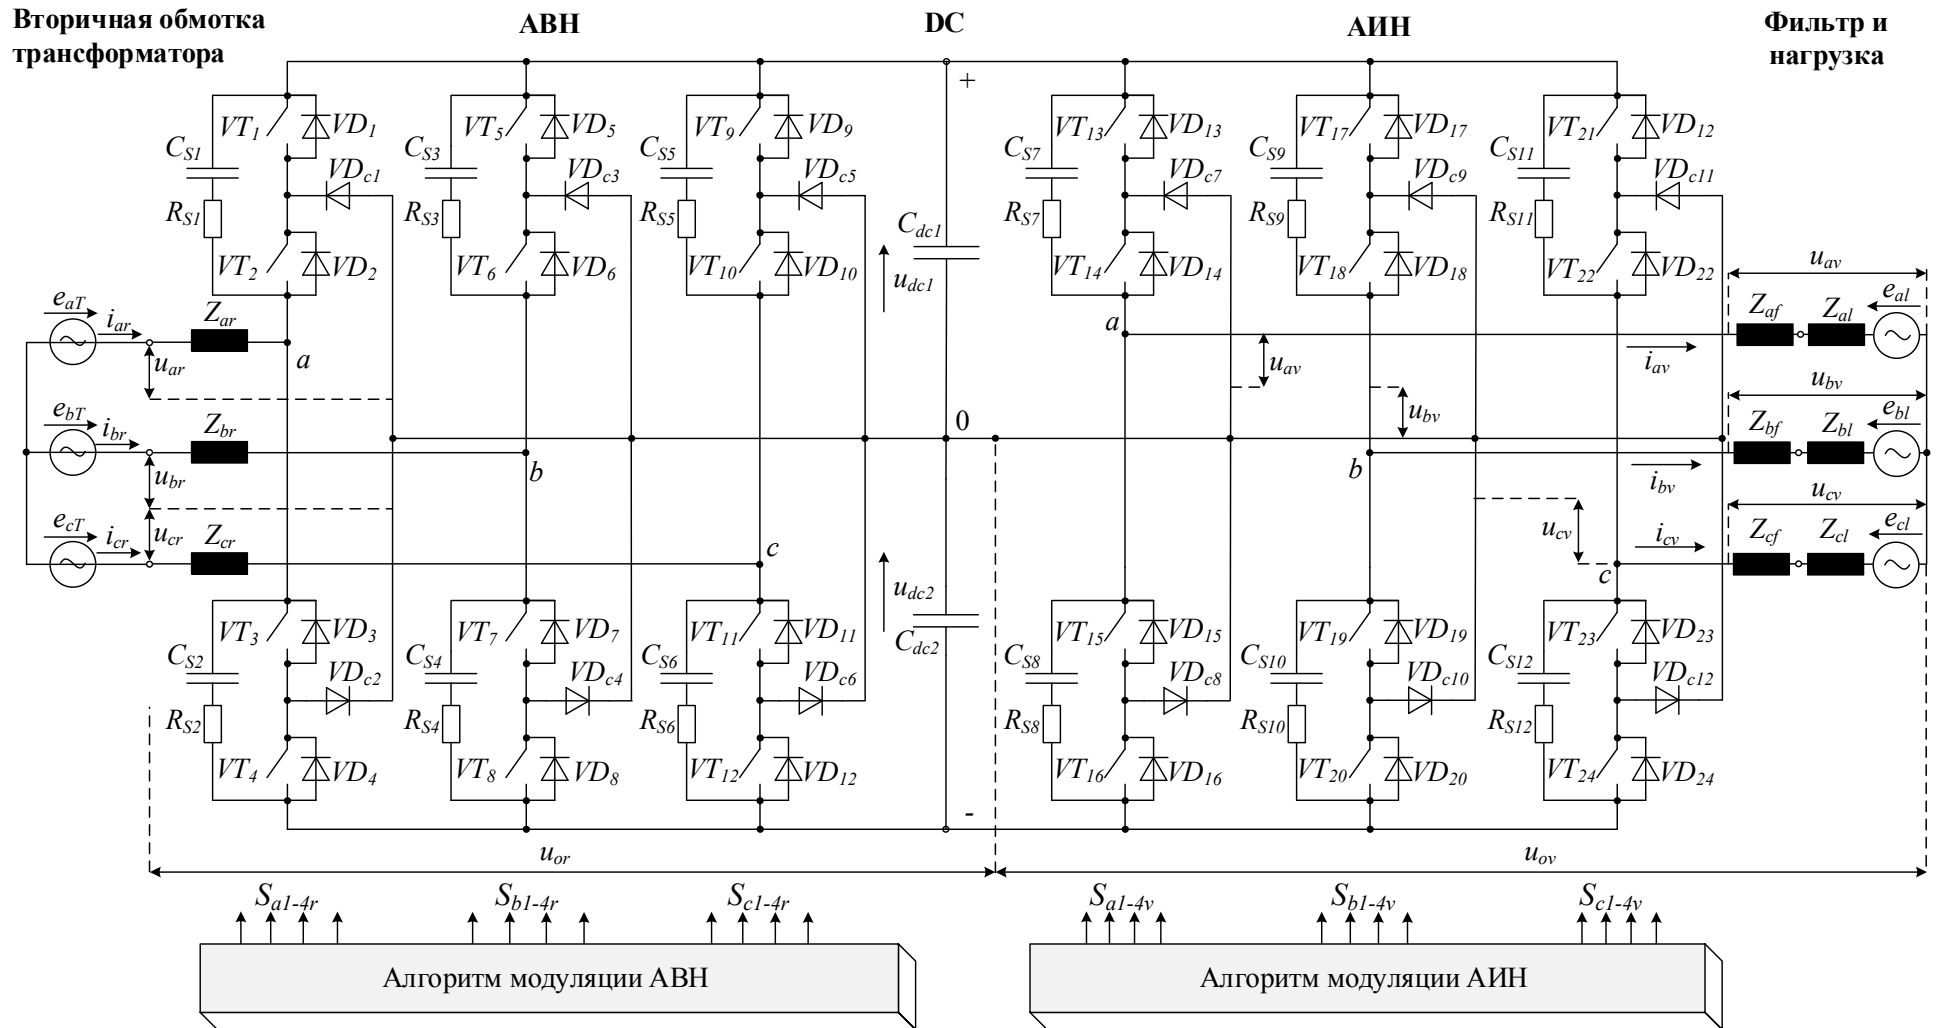 Вторичная обмотка
трансформатора
АВН
DC
АИН
Фильтр и
нагрузка
+
VT1 VD1 VT5 VD5 VT9 VD9 VT13 VD13 VT17 VD17 VT21 VD12
CS1 CS3 CS5 CS7 CS9 CS11
VDc1 VDc3 VDc5 VDc7 VDc9 VDc11
RS1 RS3 RS5 Cdc1 RS7 RS9 RS11
VT2 VD2 VT6 VD6 VT10 VD10 udc1 VT14 VD14 VT18 VD18 VT22 VD22
uav
eaT iar Zar a a Zaf Zal eal
uar uav iav
ubv
ebT ibr Zbr 0 ubv Zbf Zbl ebl
ubr b b ibv
ucv
ecT icr ucr Zcr c ucv icv Zcf Zcl ecl
c
udc2
VT3 VD3 VT7 VD7 VT11 VD11 Cdc2 VT15 VD15 VT19 VD19 VT23 VD23
CS2 CS4 CS6 CS8 CS10 CS12
VDc2 VDc4 VDc6 VDc8 VDc10 VDc12
RS2 RS4 RS6 RS8 RS10 RS12
VT4 VD4 VT8 VD8 VT12 VD12 VT16 VD16 VT20 VD20 VT24 VD24
-
uor uov
Sa1-4r Sb1-4r Sc1-4r Sa1-4v Sb1-4v Sc1-4v
Алгоритм модуляции АВН
Алгоритм модуляции АИН